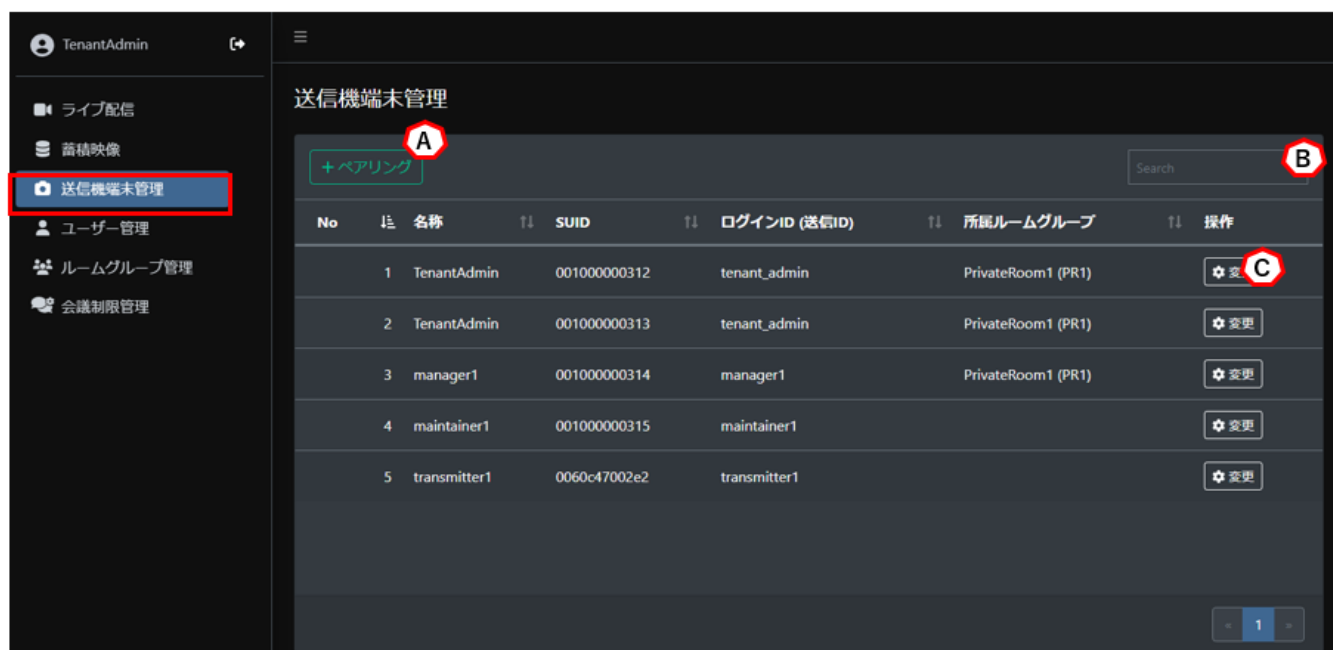 TenantAdmin
ライブ配信
蓄積映像
送信機端末管理
ユーザー管理
ルームグループ管理
会議制限管理
送信機端末管理
A
+ ペアリング
Search
B
No 名称 SUID ログインID (送信ID) 所属ルームグループ 操作
1 TenantAdmin 001000000312 tenant_admin PrivateRoom1 (PR1) 変 C
2 TenantAdmin 001000000313 tenant_admin PrivateRoom1 (PR1) 変更
3 manager1 001000000314 manager1 PrivateRoom1 (PR1) 変更
4 maintainer1 001000000315 maintainer1 変更
5 transmitter1 0060c47002e2 transmitter1 変更
« 1 »